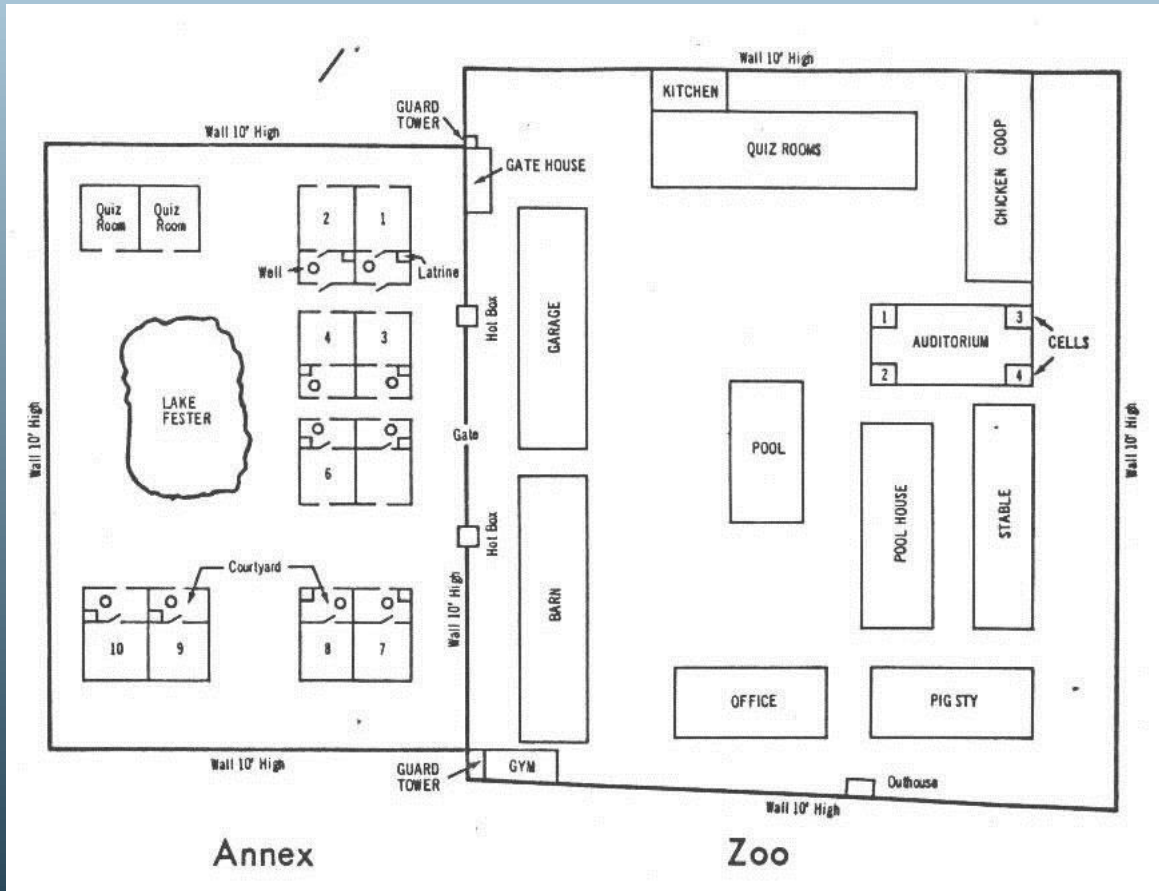 Wall 10' High
KITCHEN
QUIZ ROOMS
CHICKEN COOP
GUARD
TOWER
Wall 10' High
GATE HOUSE
Quiz
Room
Quiz
Room
2
1
Well
Latrine
Hot Box
GARAGE
1
3
AUDITORIUM
CELLS
2
4
4
3
LAKE
FESTER
Wall 10' High
Gate
6
POOL
POOL HOUSE
STABLE
Wall 10' High
Hot Box
Courtyard
Wall 10' High
BARN
10
9
8
7
OFFICE
PIG STY
Wall 10' High
GUARD
TOWER
GYM
Outhouse
Wall 10' High
Annex
Zoo